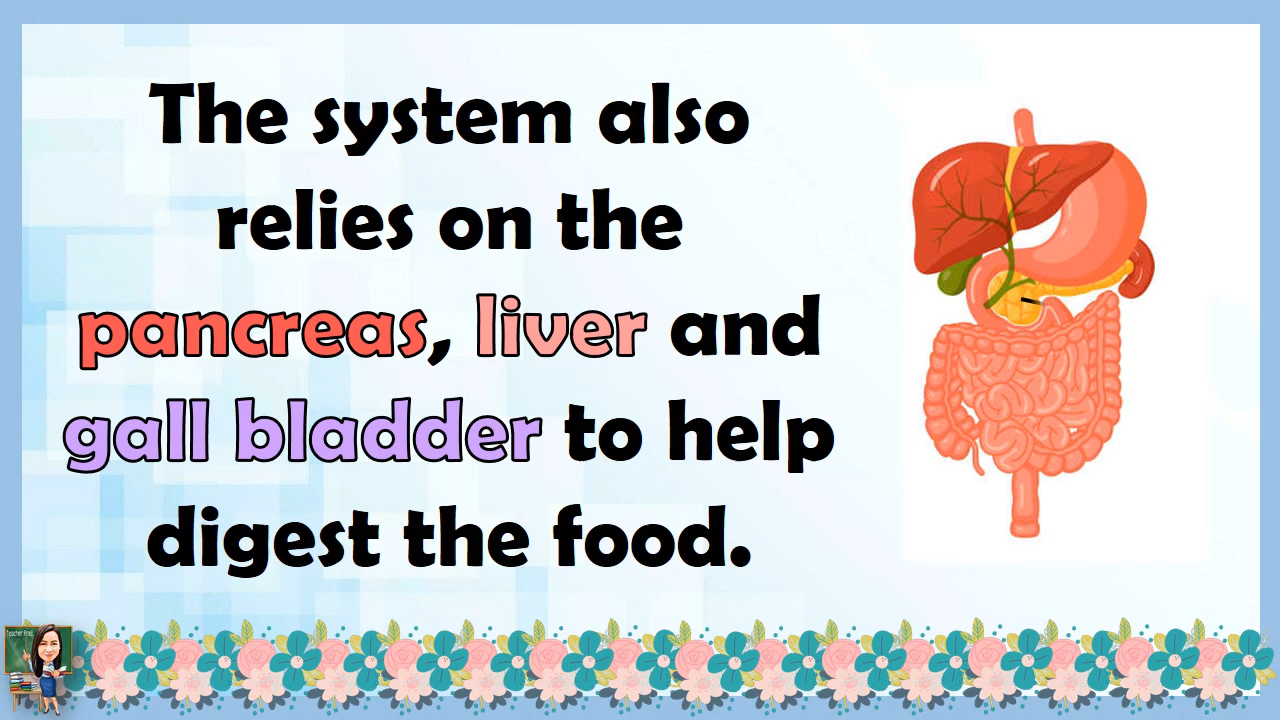 The system also
relies on the
pancreas, liver and
gall bladder to help
digest the food.